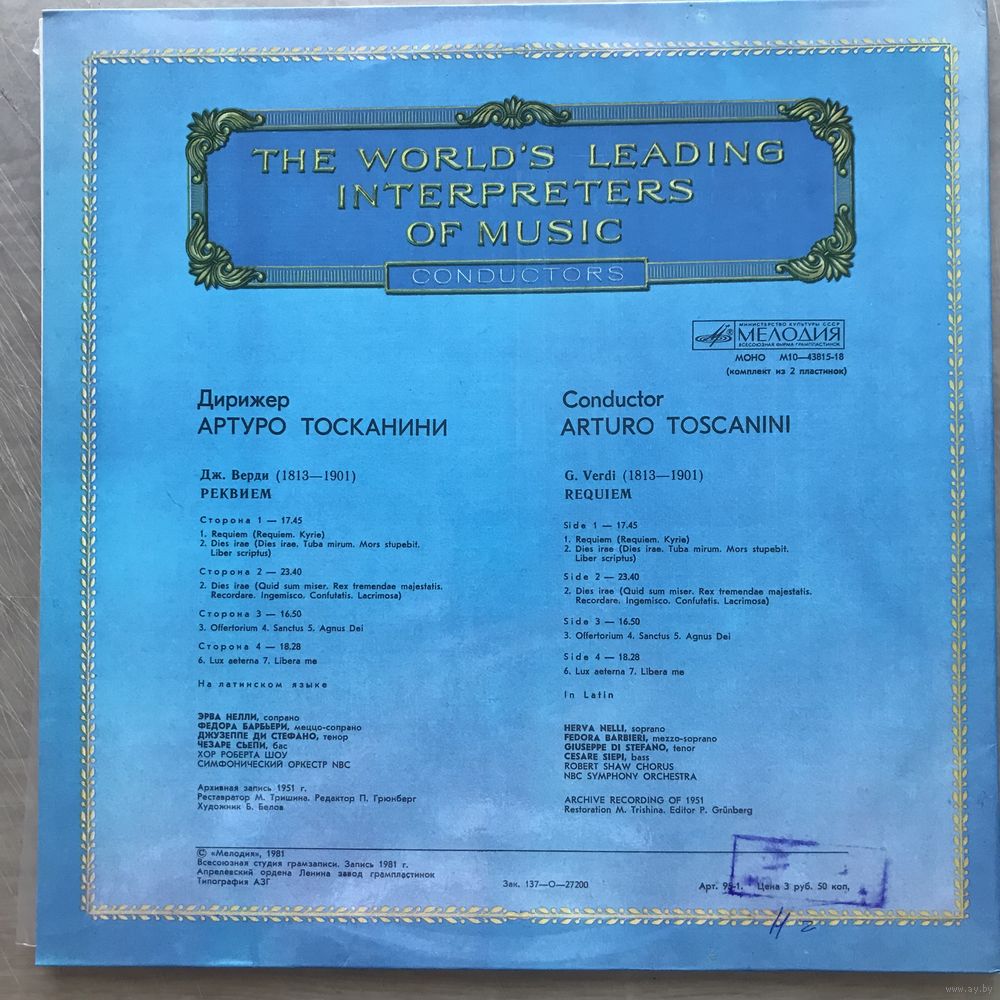 THE WORLD'S LEADING
INTERPRETERS
OF MUSIC
CONDUCTORS
МИНИСТЕРСТВО КУЛЬТУРЫ СССР
МЕЛОДИЯ
ВСЕСОЮЗНАЯ ФИРМА ГРАМПЛАСТИНОК
МОНО М10—43815-18
(комплект из 2 пластинок)
Дирижер
АРТУРО ТОСКАНИНИ
Дж. Верди (1813—1901)
РЕКВИЕМ
Сторона 1 — 17.45
1. Requiem (Requiem. Kyrie)
2. Dies irae (Dies irae. Tuba mirum. Mors stupebit.
Liber scriptus)
Сторона 2 — 23.40
2. Dies irae (Quid sum miser. Rex tremendae majestatis.
Recordare. Ingemisco. Confutatis. Lacrimosa)
Сторона 3 — 16.50
3. Offertorium 4. Sanctus 5. Agnus Dei
Сторона 4 — 18.28
6. Lux aeterna 7. Libera me
На латинском языке
ЭРВА НЕЛЛИ, сопрано
ФЕДОРА БАРБЬЕРИ, меццо-сопрано
ДЖУЗЕППЕ ДИ СТЕФАНО, тенор
ЧЕЗАРЕ СЬЕПИ, бас
ХОР РОБЕРТА ШОУ
СИМФОНИЧЕСКИЙ ОРКЕСТР NBC
Архивная запись 1951 г.
Реставратор М. Тришина. Редактор П. Грюнберг
Художник Б. Белов
Conductor
ARTURO TOSCANINI
G. Verdi (1813—1901)
REQUIEM
Side 1 — 17.45
1. Requiem (Requiem. Kyrie)
2. Dies irae (Dies irae. Tuba mirum. Mors stupebit.
Liber scriptus)
Side 2 — 23.40
2. Dies irae (Quid sum miser. Rex tremendae majestatis.
Recordare. Ingemisco. Confutatis. Lacrimosa)
Side 3 — 16.50
3. Offertorium 4. Sanctus 5. Agnus Dei
Side 4 — 18.28
6. Lux aeterna 7. Libera me
In Latin
HERVA NELLI, soprano
FEDORA BARBIERI, mezzo-soprano
GIUSEPPE DI STEFANO, tenor
CESARE SIEPI, bass
ROBERT SHAW CHORUS
NBC SYMPHONY ORCHESTRA
ARCHIVE RECORDING OF 1951
Restoration M. Trishina. Editor P. Grünberg
© «Мелодия», 1981
Всесоюзная студия грамзаписи. Запись 1981 г.
Апрелевский ордена Ленина завод грампластинок
Типография АЗГ
Зак. 137—О—27200
Арт. 95-1. Цена 3 руб. 50 коп.
www.ay.by